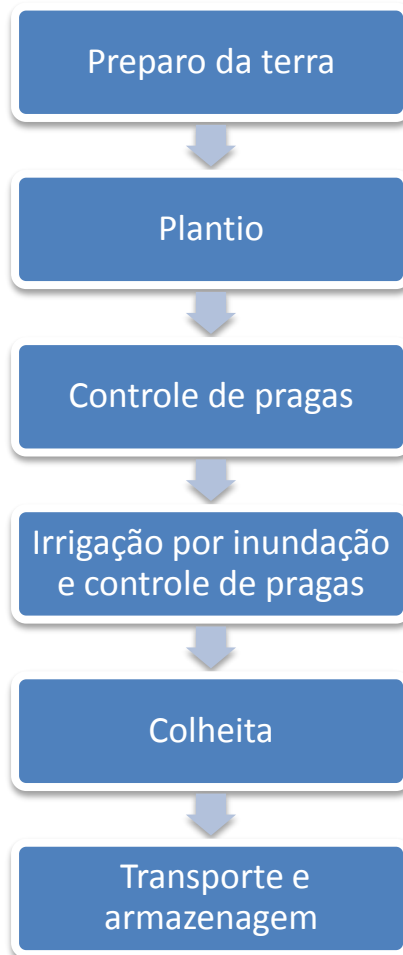 Preparo da terra
Plantio
Controle de pragas
Irrigação por inundação
e controle de pragas
Colheita
Transporte e
armazenagem